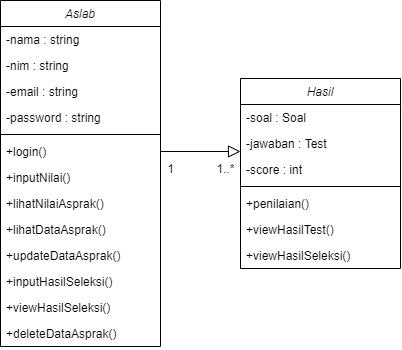 Aslab
-nama : string
-nim : string
-email : string
-password : string
+login()
+inputNilai()
+lihatNilaiAsprak()
+lihatDataAsprak()
+updateDataAsprak()
+inputHasilSeleksi()
+viewHasilSeleksi()
+deleteDataAsprak()
1
1..*
Hasil
-soal : Soal
-jawaban : Test
-score : int
+penilaian()
+viewHasilTest()
+viewHasilSeleksi()